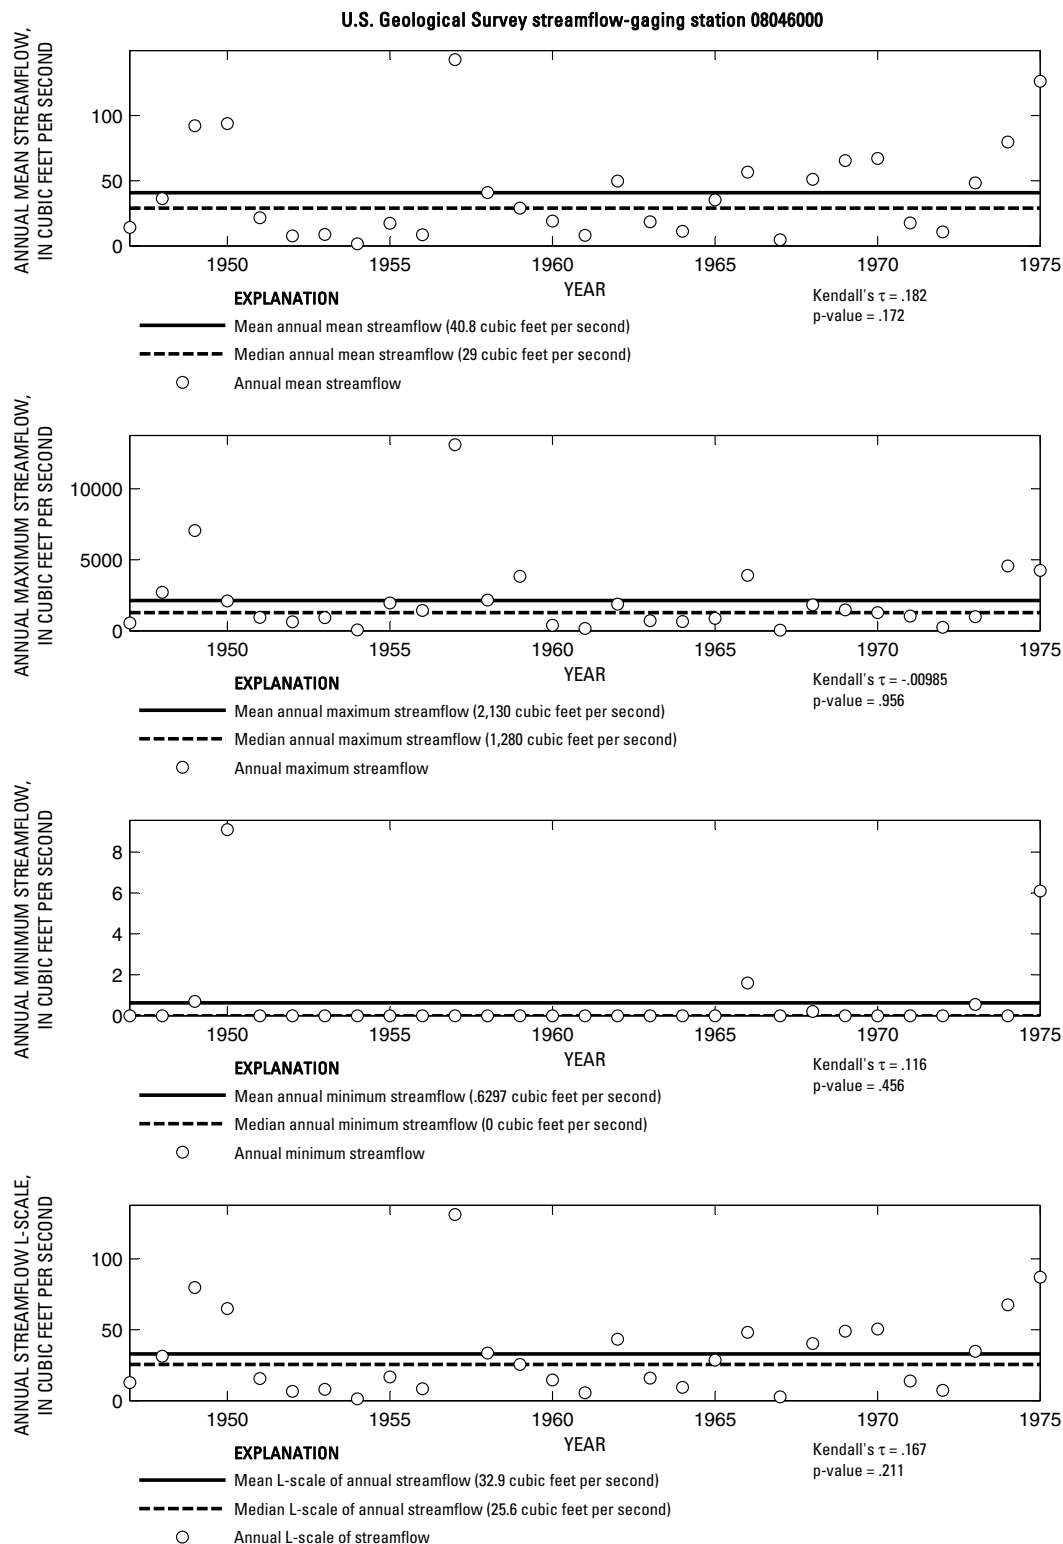 U.S. Geological Survey streamflow-gaging station 08046000
ANNUAL MEAN STREAMFLOW,
IN CUBIC FEET PER SECOND
100
50
0
1950 1955 1960 1965 1970 1975
YEAR
Kendall's τ = .182
p-value = .172
EXPLANATION
Mean annual mean streamflow (40.8 cubic feet per second)
Median annual mean streamflow (29 cubic feet per second)
Annual mean streamflow
ANNUAL MAXIMUM STREAMFLOW,
IN CUBIC FEET PER SECOND
10000
5000
0
1950 1955 1960 1965 1970 1975
YEAR
Kendall's τ = -.00985
p-value = .956
EXPLANATION
Mean annual maximum streamflow (2,130 cubic feet per second)
Median annual maximum streamflow (1,280 cubic feet per second)
Annual maximum streamflow
ANNUAL MINIMUM STREAMFLOW,
IN CUBIC FEET PER SECOND
8
6
4
2
0
1950 1955 1960 1965 1970 1975
YEAR
Kendall's τ = .116
p-value = .456
EXPLANATION
Mean annual minimum streamflow (.6297 cubic feet per second)
Median annual minimum streamflow (0 cubic feet per second)
Annual minimum streamflow
ANNUAL STREAMFLOW L-SCALE,
IN CUBIC FEET PER SECOND
100
50
0
1950 1955 1960 1965 1970 1975
YEAR
Kendall's τ = .167
p-value = .211
EXPLANATION
Mean L-scale of annual streamflow (32.9 cubic feet per second)
Median L-scale of annual streamflow (25.6 cubic feet per second)
Annual L-scale of streamflow